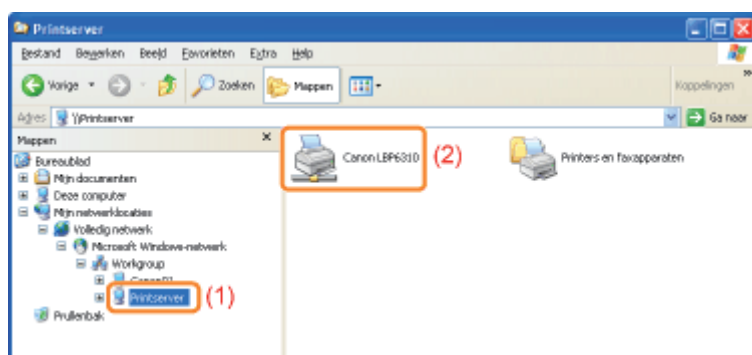 Printserver
Bestand Bewerken Beeld Favorieten Extra Help
Vorige Zoeken Mappen Koppelingen »
Adres \\Printserver Ga naar
Mappen x
Canon LBP6310 (2) Printers en faxapparaten
Bureaublad
Mijn documenten
Deze computer
Mijn netwerklocaties
Volledig netwerk
Microsoft Windows-netwerk
Workgroup
Printserver (1)
Prullenbak